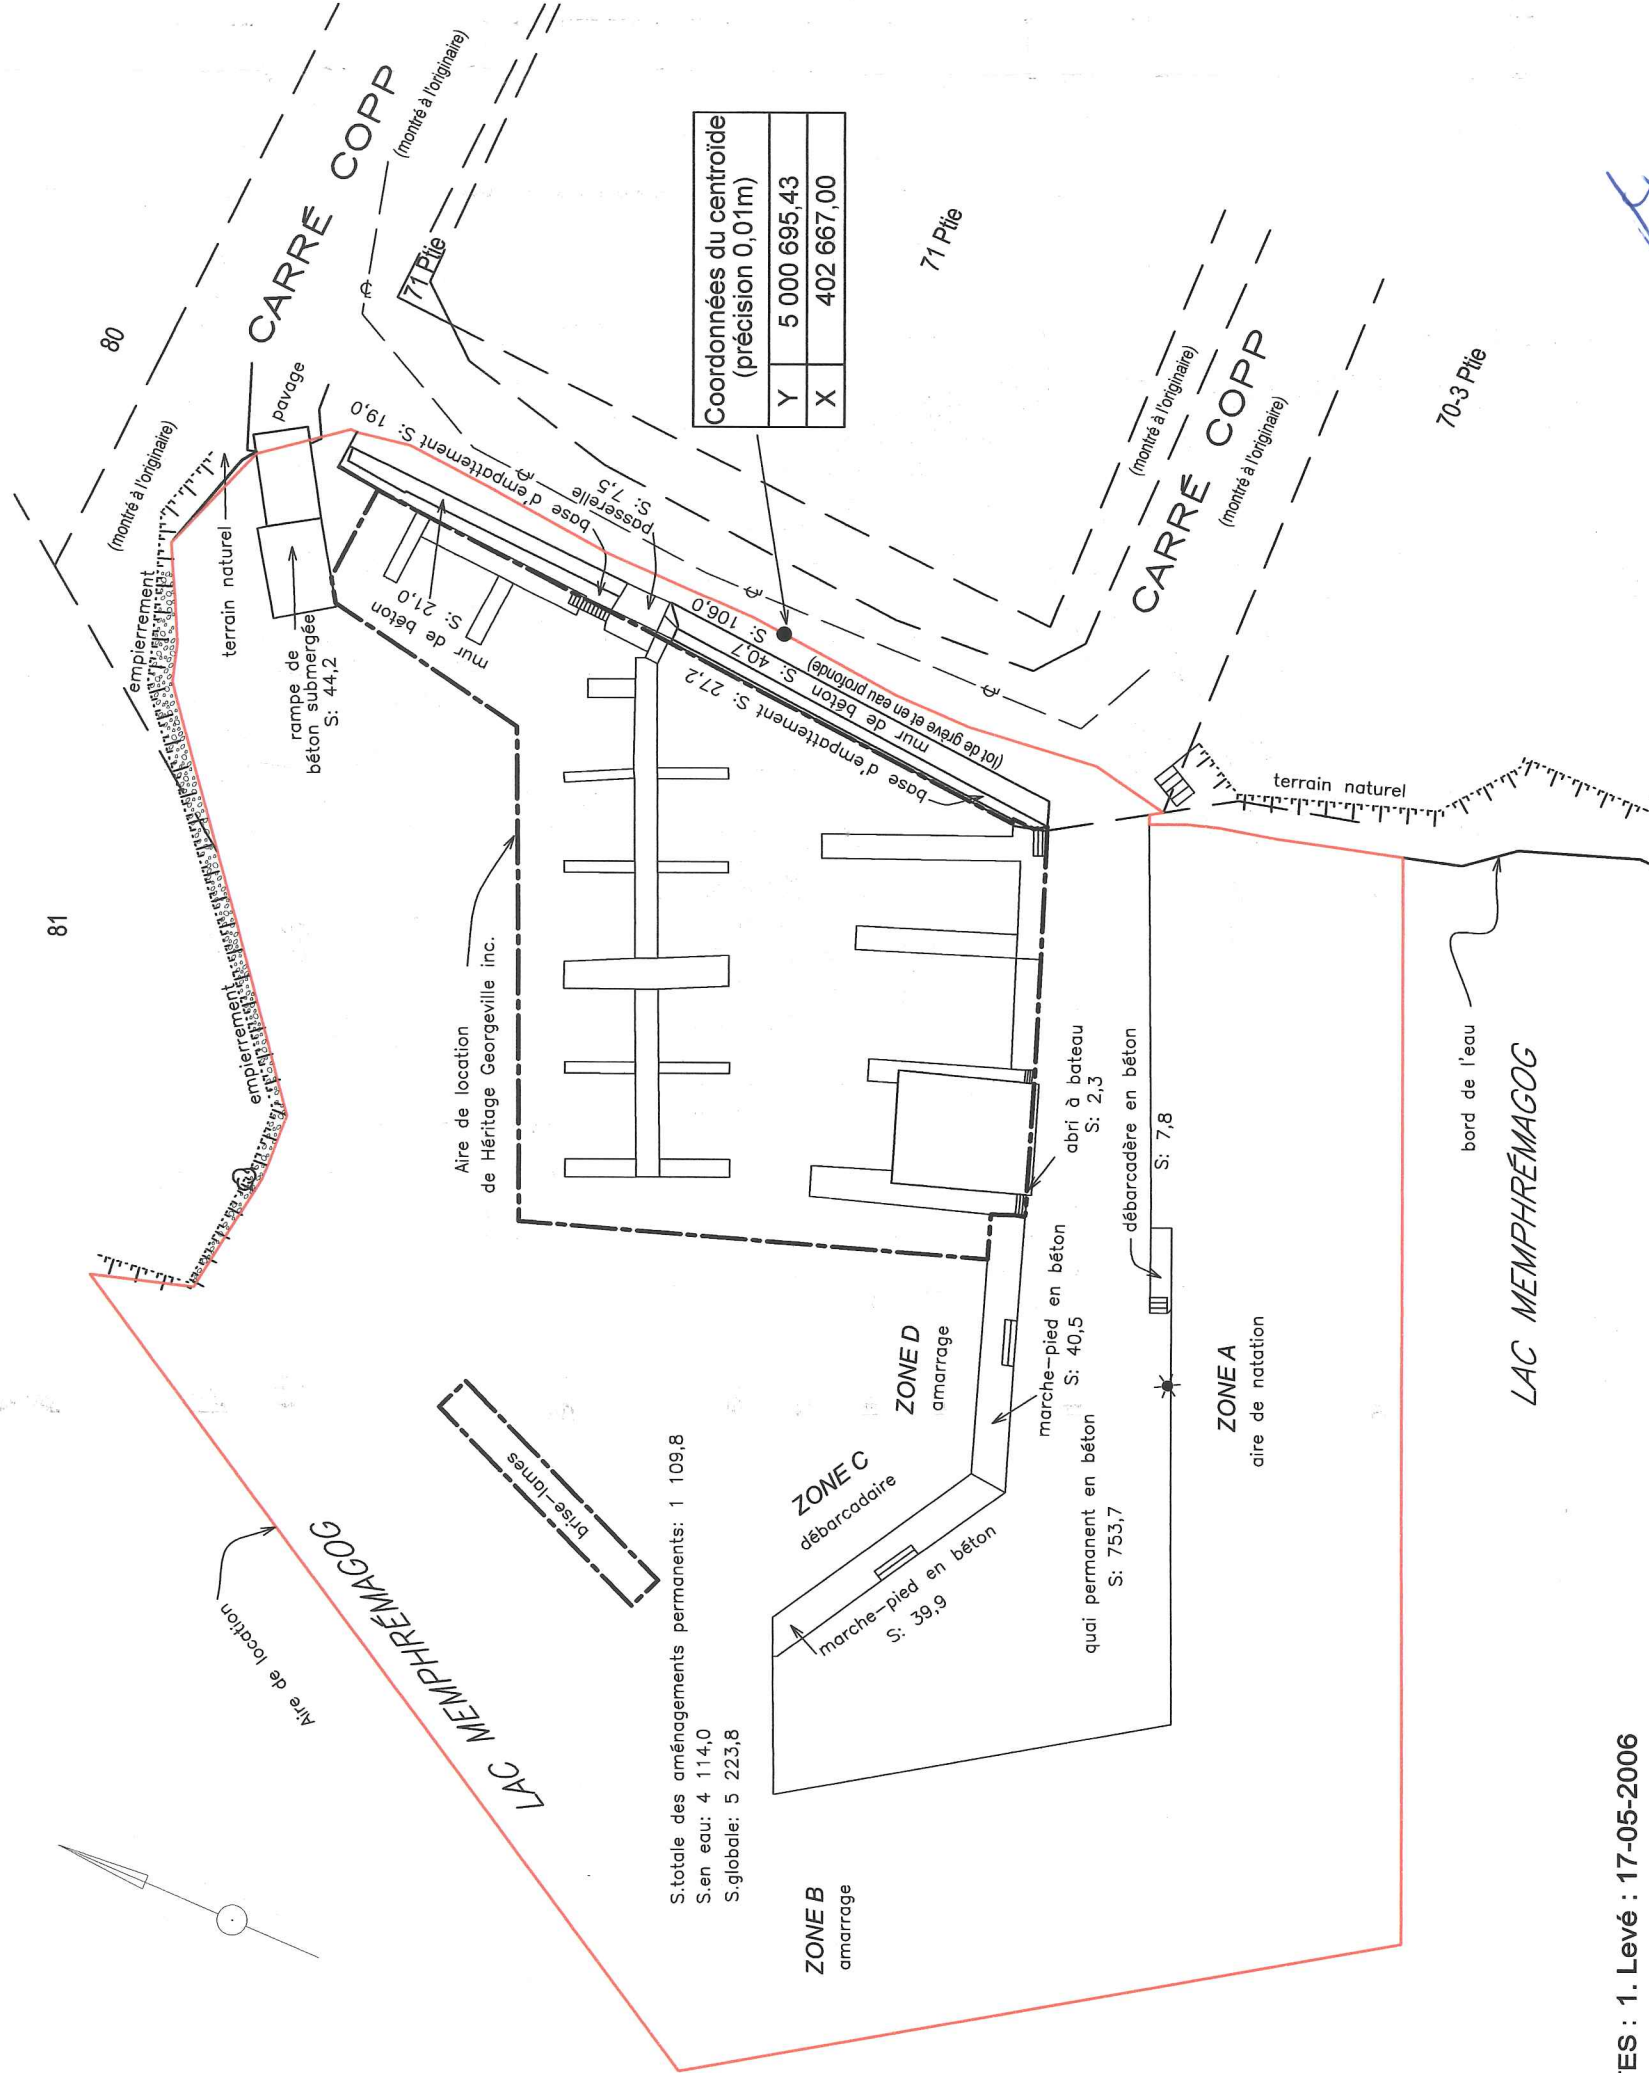 81
80
(montré à l'originaire)
empierrement
empierrement
terrain naturel
rampe de
béton submergée
S: 44,2
pavage
CARRÉ COPP
(montré à l'originaire)
71 Ptie
base d'empattement S: 19,0
mur de béton
S: 21,0
passerelle
S: 7,5
S: 106,0
(lot de grève et en eau profonde)
mur de béton S: 40,7
base d'empattement S: 27,2
Coordonnées du centroïde
(précision 0,01m)
Y 5 000 695,43
X 402 667,00
71 Ptie
(montré à l'originaire)
CARRÉ COPP
(montré à l'originaire)
70-3 Ptie
terrain naturel
bord de l'eau
LAC MEMPHRÉMAGOG
Aire de location
de Héritage Georgeville inc.
abri à bateau
S: 2,3
débarcadère en béton
S: 7,8
marche-pied en béton
S: 40,5
ZONE D
amarrage
ZONE C
débarcadaire
marche-pied en béton
S: 39,9
quai permanent en béton
S: 753,7
ZONE A
aire de natation
ZONE B
amarrage
brise-lames
S.totale des aménagements permanents: 1 109,8
S.en eau: 4 114,0
S.globale: 5 223,8
LAC MEMPHRÉMAGOG
Aire de location
TES : 1. Levé : 17-05-2006